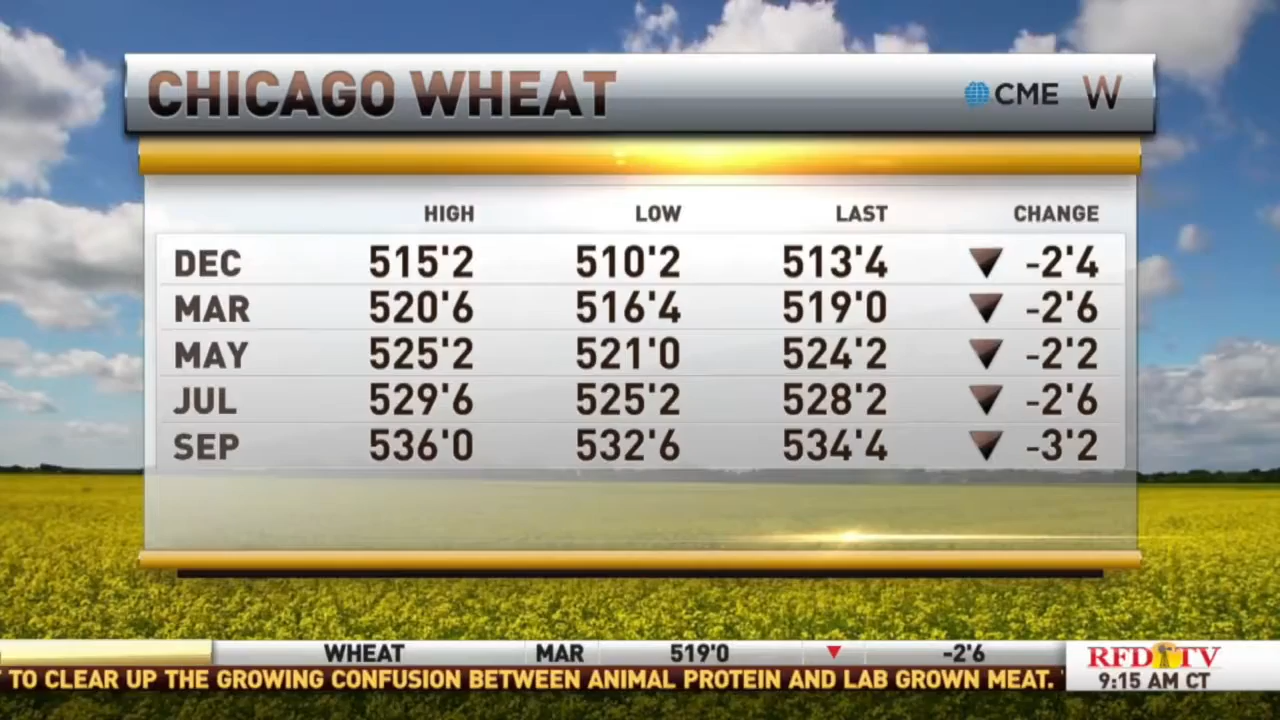 CHICAGO WHEAT CME W
HIGH LOW LAST CHANGE
DEC 515'2 510'2 513'4 -2'4
MAR 520'6 516'4 519'0 -2'6
MAY 525'2 521'0 524'2 -2'2
JUL 529'6 525'2 528'2 -2'6
SEP 536'0 532'6 534'4 -3'2
WHEAT MAR 519'0 -2'6
RFD TV
T TO CLEAR UP THE GROWING CONFUSION BETWEEN ANIMAL PROTEIN AND LAB GROWN MEAT.
9:15 AM CT